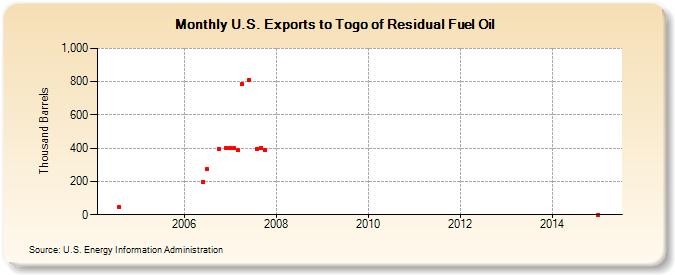 Monthly U.S. Exports to Togo of Residual Fuel Oil
Thousand Barrels
1,000
800
600
400
200
0
2006 2008 2010 2012 2014
Source: U.S. Energy Information Administration